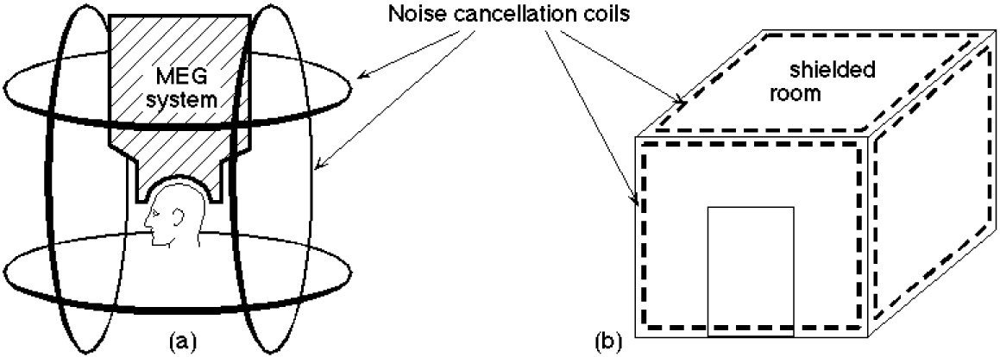 Noise cancellation coils
MEG
system
(a)
shielded
room
(b)